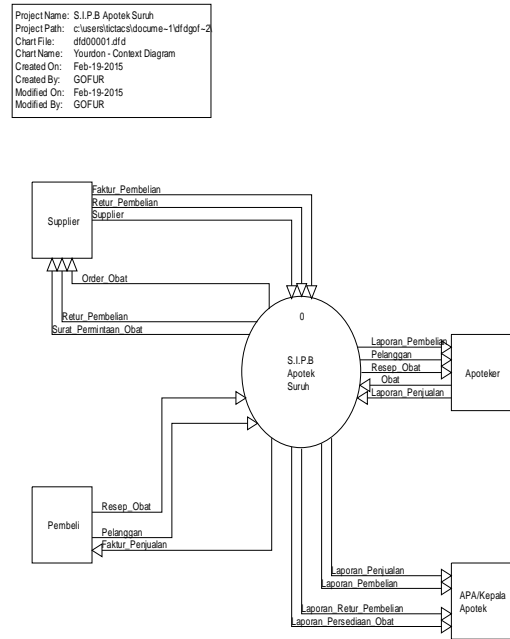 Project Name: S.I.P.B Apotek Suruh
Project Path: c:\users\tictacs\docume~1\dfdgof~2\
Chart File: dfd00001.dfd
Chart Name: Yourdon - Context Diagram
Created On: Feb-19-2015
Created By: GOFUR
Modified On: Feb-19-2015
Modified By: GOFUR
Faktur_Pembelian
Retur_Pembelian
Supplier
Supplier
Order_Obat
Retur_Pembelian
Surat_Permintaan_Obat
0
S.I.P.B
Apotek
Suruh
Laporan_Pembelian
Pelanggan
Resep_Obat
Obat
Laporan_Penjualan
Apoteker
Pembeli
Resep_Obat
Pelanggan
Faktur_Penjualan
Laporan_Penjualan
Laporan_Pembelian
Laporan_Retur_Pembelian
Laporan_Persediaan_Obat
APA/Kepala
Apotek